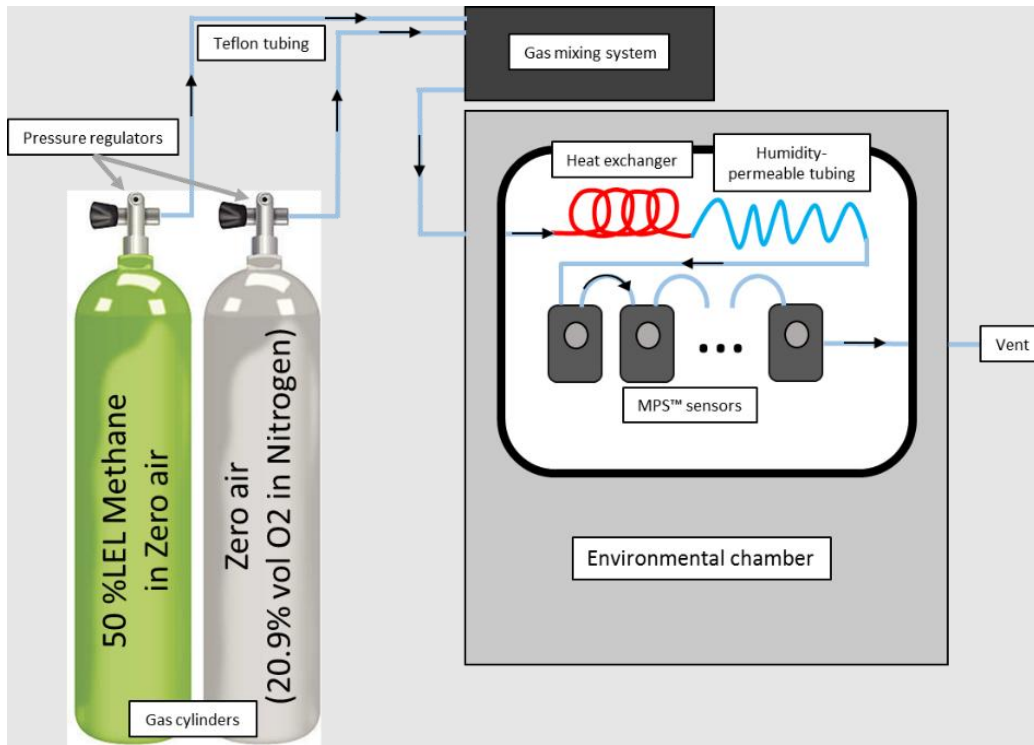 Teflon tubing
Gas mixing system
Pressure regulators
Heat exchanger
Humidity-
permeable tubing
MPS™ sensors
Vent
Environmental chamber
50 %LEL Methane
in Zero air
Zero air
(20.9% vol O2 in Nitrogen)
Gas cylinders